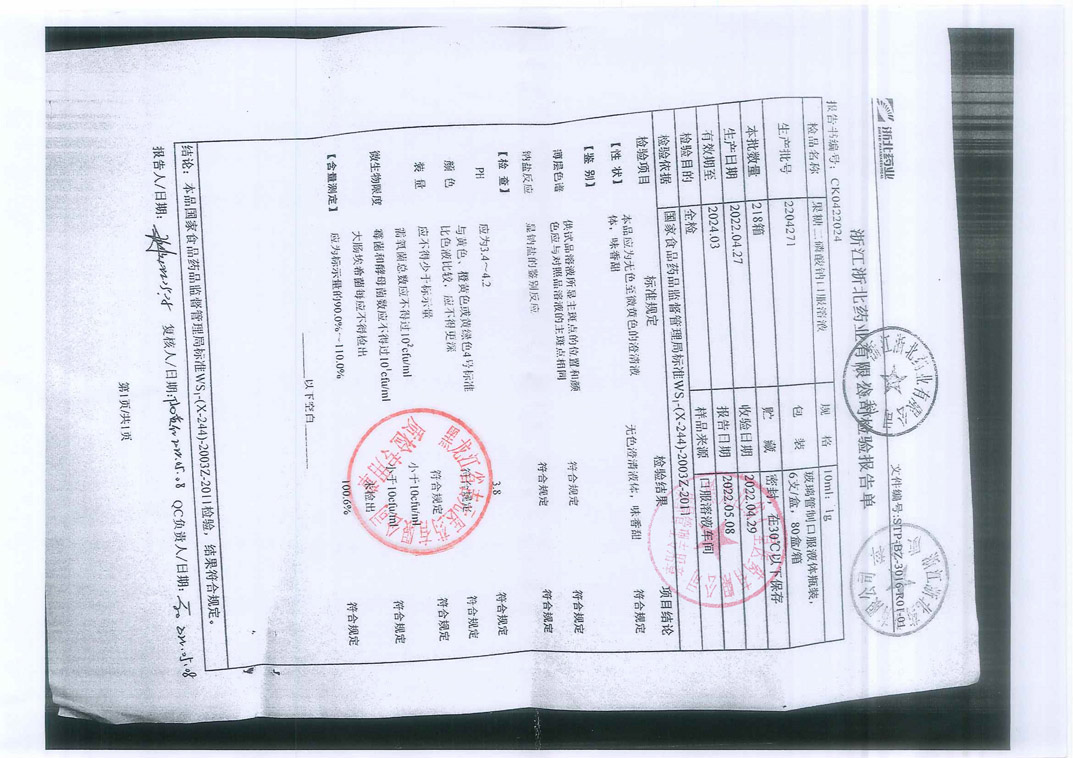 浙北药业
浙江浙北药业有限公司检验报告单
报告书编号：CK0422024 文件编号：STP-BZ-3016-R01-01
检品名称 果糖二磷酸钠口服溶液 规格 10ml：1g
生产批号 2204271 包装 玻璃管制口服液体瓶装，6支/盒，80盒/箱
本批数量 218箱 贮藏 密封，在30℃以下保存
生产日期 2022.04.27 收验日期 2022.04.29
有效期至 2024.03 报告日期 2022.05.08
检验目的 全检 样品来源 口服溶液车间
检验依据 国家食品药品监督管理局标准WS1-(X-244)-2003Z-2011
检验项目 标准规定 检验结果 项目结论
【性状】 本品应为无色至微黄色的澄清液体，味香甜 无色澄清液体，味香甜 符合规定
【鉴别】
薄层色谱 供试品溶液所显主斑点的位置和颜色应与对照品溶液的主斑点相同 符合规定 符合规定
钠盐反应 显钠盐的鉴别反应 符合规定 符合规定
【检查】
PH 应为3.4～4.2 3.8 符合规定
颜色 与黄色、橙黄色或黄绿色4号标准比色液比较，应不得更深 符合规定 符合规定
装量 应不得少于标示量 符合规定 符合规定
微生物限度 需氧菌总数应不得过10²cfu/ml 小于10cfu/ml 符合规定
霉菌和酵母菌数应不得过10¹cfu/ml 小于10cfu/ml
大肠埃希菌每应不得检出 未检出
【含量测定】 应为标示量的90.0%～110.0% 100.6% 符合规定
以下空白
结论：本品国家食品药品监督管理局标准WS1-(X-244)-2003Z-2011检验，结果符合规定。
报告人/日期： 复核人/日期： 2022.05.08 QC负责人/日期： 2022.05.08
第1页/共1页